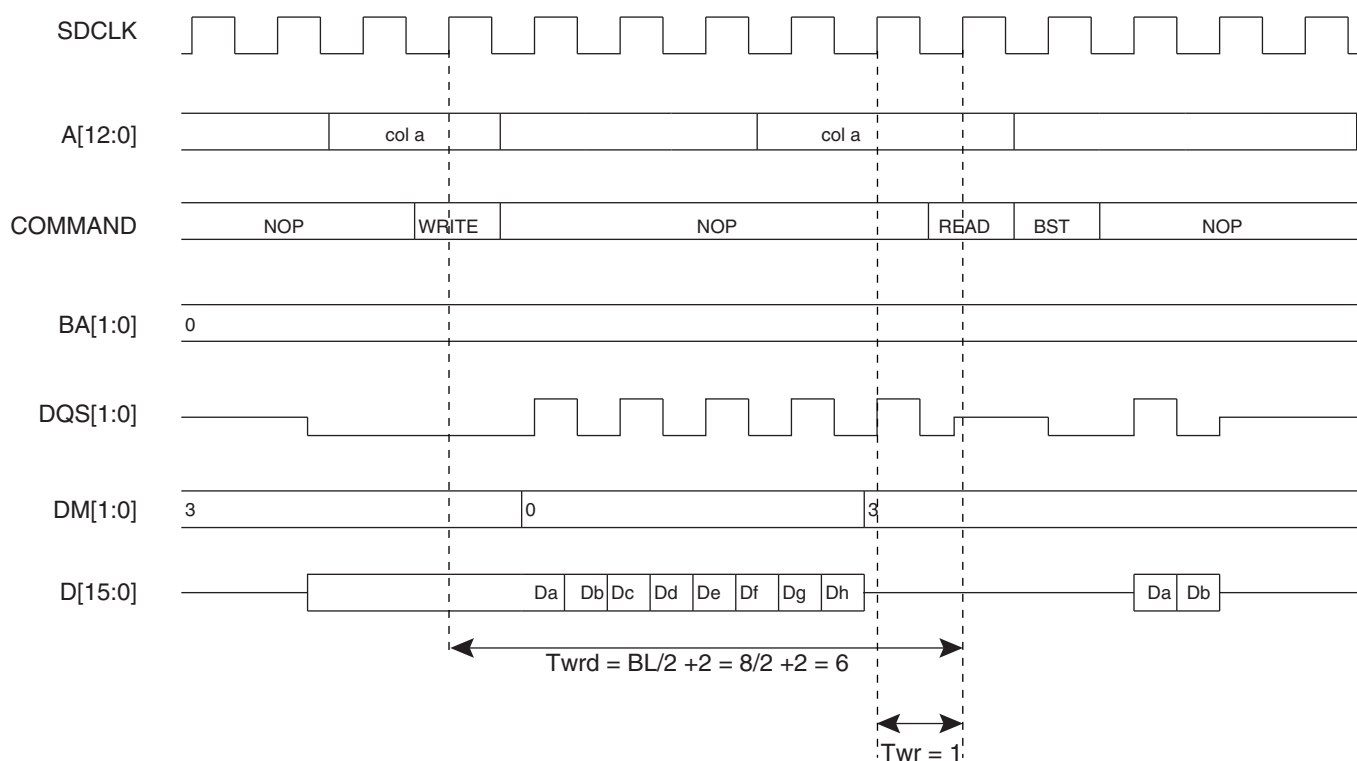 SDCLK
A[12:0] col a col a
COMMAND NOP WRITE NOP READ BST NOP
BA[1:0] 0
DQS[1:0]
DM[1:0] 3 0 3
D[15:0] Da Db Dc Dd De Df Dg Dh Da Db
Twrd = BL/2 +2 = 8/2 +2 = 6
Twr = 1